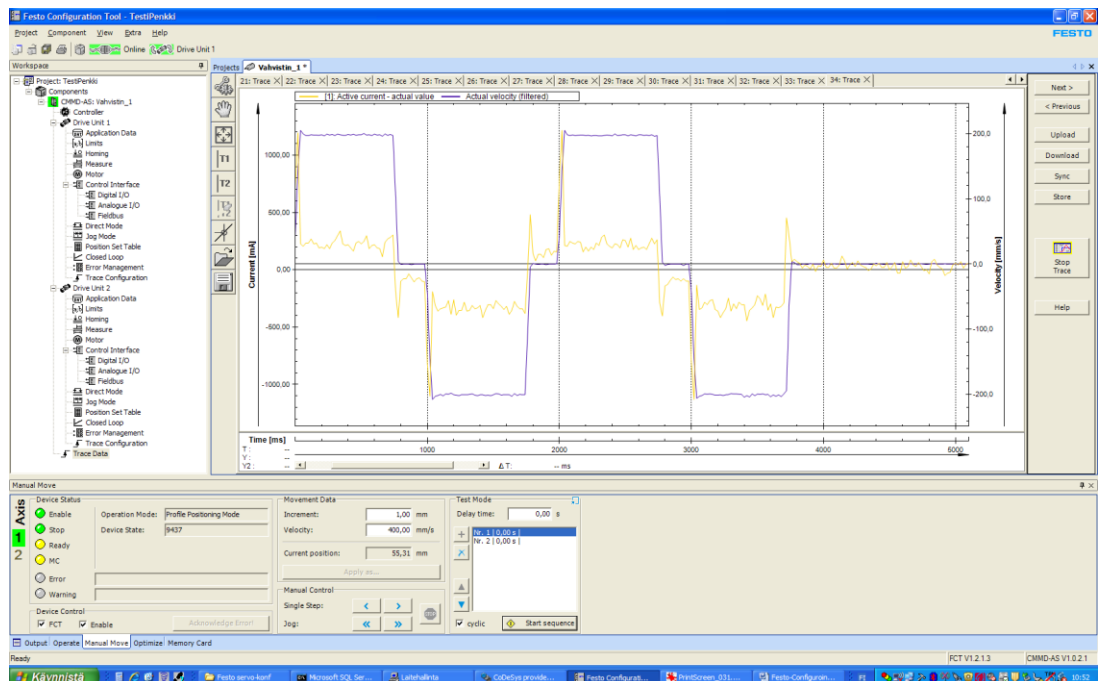 Festo Configuration Tool - TestiPenkki
Project Component View Extra Help
FESTO
Online Drive Unit 1
Workspace
Projects Vahvistin_1 *
Project: TestiPenkki
Components
CMMD-AS: Vahvistin_1
Controller
Drive Unit 1
Application Data
Limits
Homing
Measure
Motor
Control Interface
Digital I/O
Analogue I/O
Fieldbus
Direct Mode
Jog Mode
Position Set Table
Closed Loop
Error Management
Trace Configuration
Drive Unit 2
Application Data
Limits
Homing
Measure
Motor
Control Interface
Digital I/O
Analogue I/O
Fieldbus
Direct Mode
Jog Mode
Position Set Table
Closed Loop
Error Management
Trace Configuration
Trace Data
21: Trace 22: Trace 23: Trace 24: Trace 25: Trace 26: Trace 27: Trace 28: Trace 29: Trace 30: Trace 31: Trace 32: Trace 33: Trace 34: Trace
T1
T2
[1]: Active current - actual value Actual velocity (filtered)
Current [mA]
1000,00
500,00
0,00
-500,00
-1000,00
Velocity [mm/s]
200,0
100,0
0,0
-100,0
-200,0
Time [ms]
1000 2000 3000 4000 5000
T : --
Y : --
Y2 : --
Δ T: -- ms
Next >
< Previous
Upload
Download
Sync
Store
Stop
Trace
Help
Manual Move
Axis
1
2
Device Status
Enable
Stop
Ready
MC
Error
Warning
Operation Mode: Profile Positioning Mode
Device State: 9437
Device Control
FCT Enable Acknowledge Error!
Movement Data
Increment: 1,00 mm
Velocity: 400,00 mm/s
Current position: 55,31 mm
Apply as...
Manual Control
Single Step: < >
Jog: « »
STOP
Test Mode
Delay time: 0,00 s
Nr. 1 | 0,00 s |
Nr. 2 | 0,00 s |
cyclic Start sequence
Output Operate Manual Move Optimize Memory Card
Ready
FCT V1.2.1.3 CMMD-AS V1.0.2.1
Käynnistä
Festo servo-konf
Microsoft SQL Ser...
Laitehallinta
CoDeSys provide...
Festo Configurati...
PrintScreen_031...
Festo-Configuroin...
FI
10:52